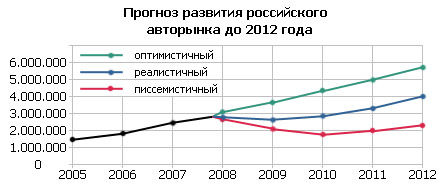 Прогноз развития российского
авторынка до 2012 года
оптимистичный
реалистичный
писсемистичный
6.000.000
5.000.000
4.000.000
3.000.000
2.000.000
1.000.000
0
2005 2006 2007 2008 2009 2010 2011 2012